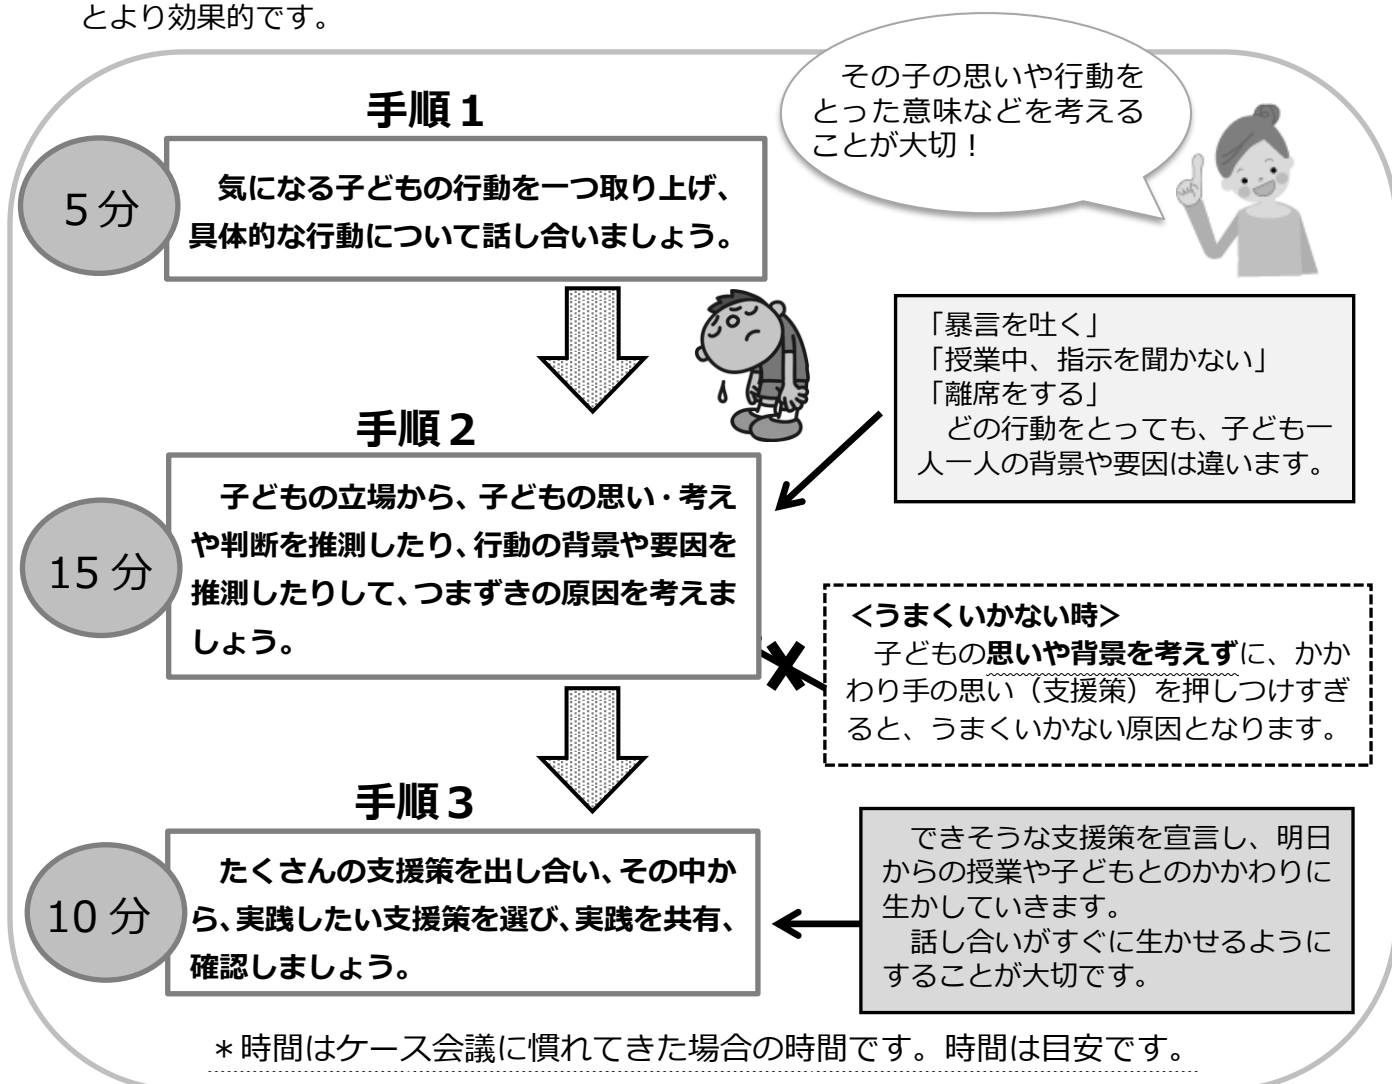 とより効果的です。
その子の思いや行動を
とった意味などを考える
ことが大切！
手順１
５分
気になる子どもの行動を一つ取り上げ、
具体的な行動について話し合いましょう。
「暴言を吐く」
「授業中、指示を聞かない」
「離席をする」
どの行動をとっても、子ども一
人一人の背景や要因は違います。
手順２
15 分
子どもの立場から、子どもの思い・考え
や判断を推測したり、行動の背景や要因を
推測したりして、つまずきの原因を考えま
しょう。
＜うまくいかない時＞
子どもの思いや背景を考えずに、かか
わり手の思い（支援策）を押しつけすぎ
ると、うまくいかない原因となります。
手順３
10 分
たくさんの支援策を出し合い、その中か
ら、実践したい支援策を選び、実践を共有、
確認しましょう。
できそうな支援策を宣言し、明日
からの授業や子どもとのかかわりに
生かしていきます。
話し合いがすぐに生かせるように
することが大切です。
＊時間はケース会議に慣れてきた場合の時間です。時間は目安です。